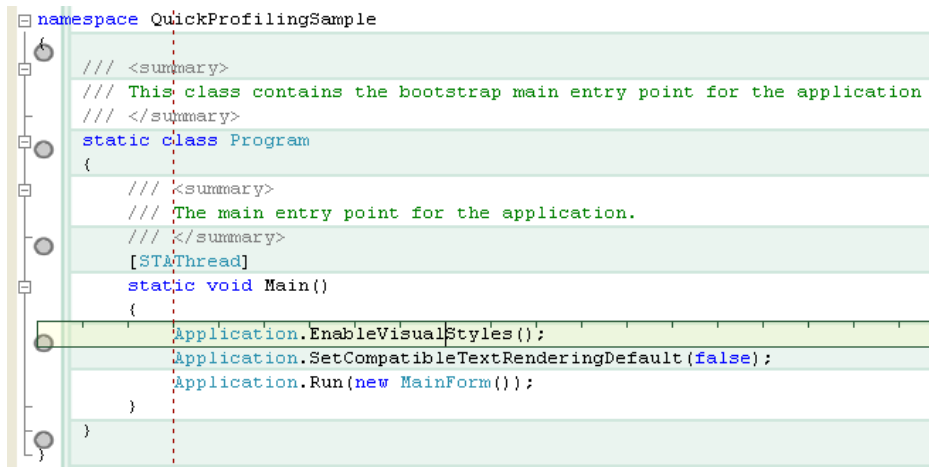 namespace QuickProfilingSample
{
/// <summary>
/// This class contains the bootstrap main entry point for the application
/// </summary>
static class Program
{
/// <summary>
/// The main entry point for the application.
/// </summary>
[STAThread]
static void Main()
{
Application.EnableVisualStyles();
Application.SetCompatibleTextRenderingDefault(false);
Application.Run(new MainForm());
}
}
}